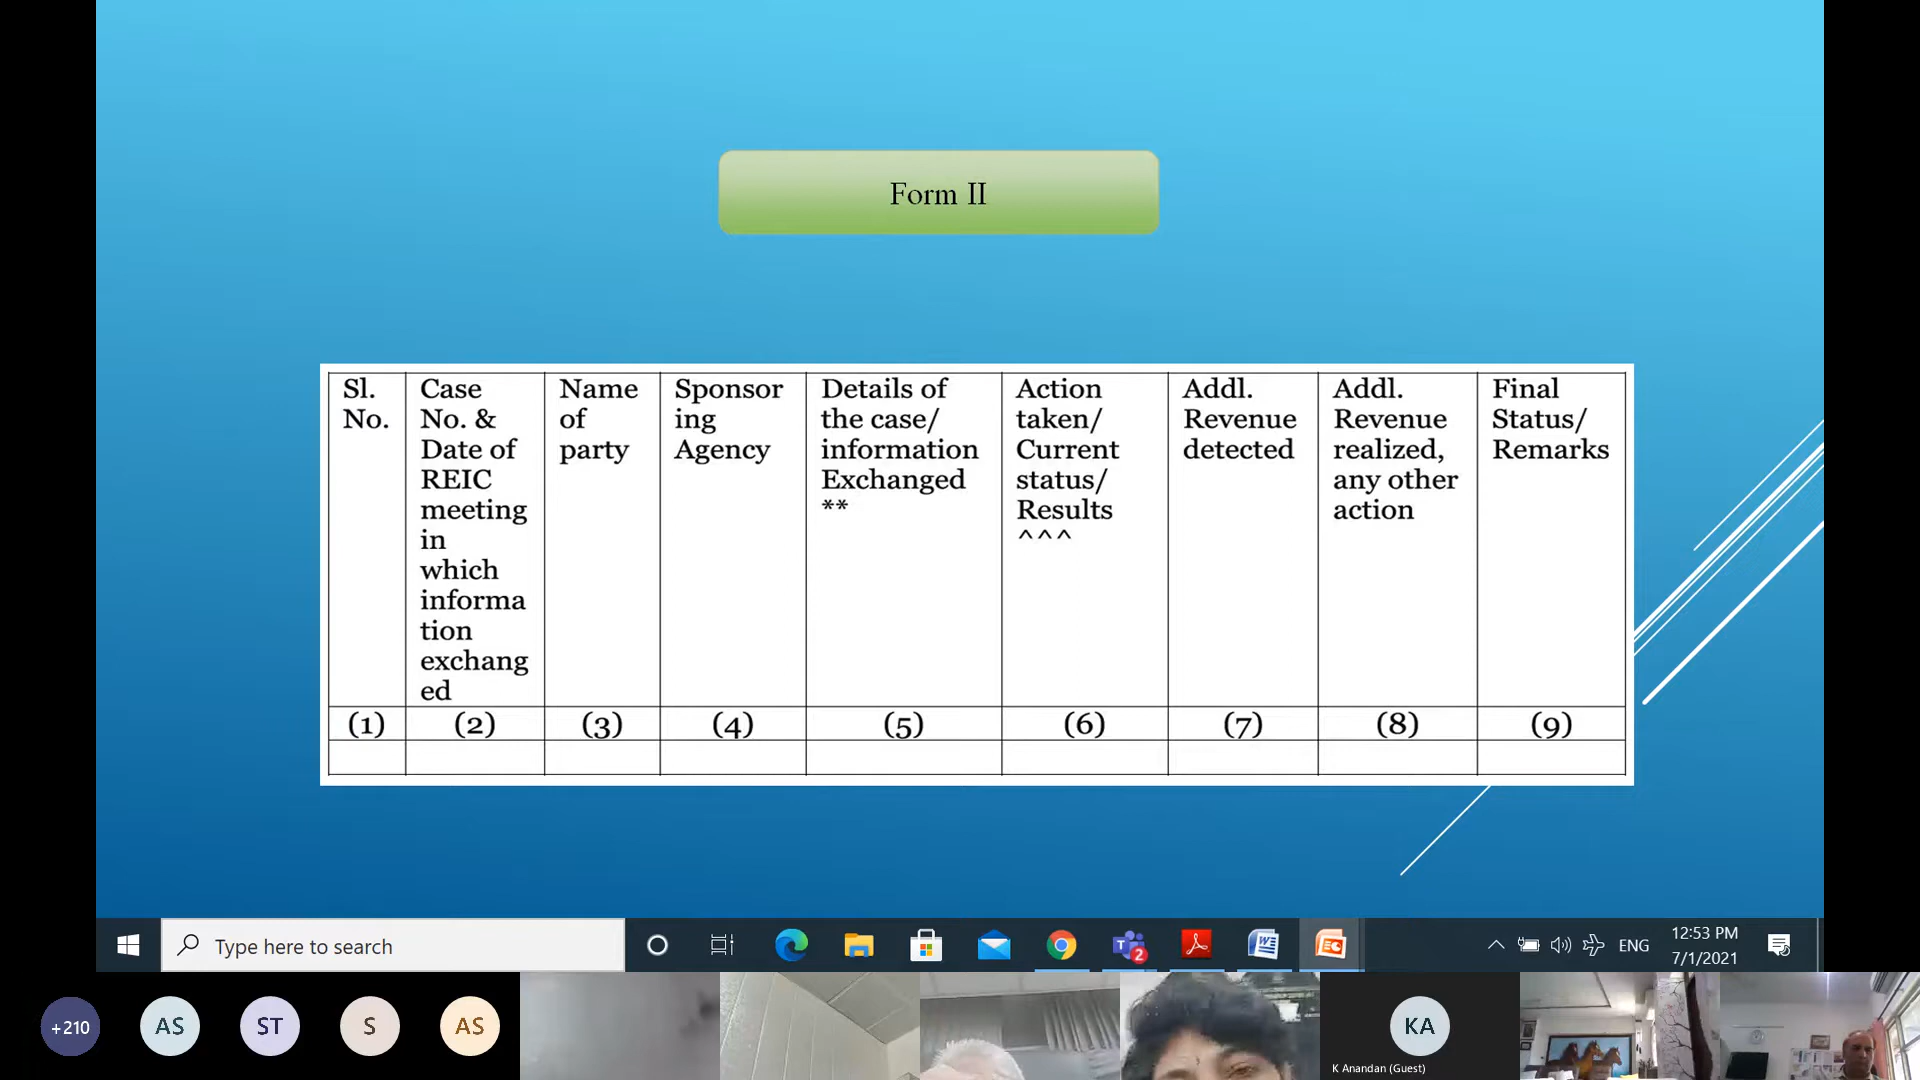 Form II
Sl.
No.
Case
No. &
Date of
REIC
meeting
in
which
informa
tion
exchang
ed
Name
of
party
Sponsor
ing
Agency
Details of
the case/
information
Exchanged
**
Action
taken/
Current
status/
Results
^^^
Addl.
Revenue
detected
Addl.
Revenue
realized,
any other
action
Final
Status/
Remarks
(1) (2) (3) (4) (5) (6) (7) (8) (9)
Type here to search
2
ENG
12:53 PM
7/1/2021
+210
AS
ST
S
AS
KA
K Anandan (Guest)